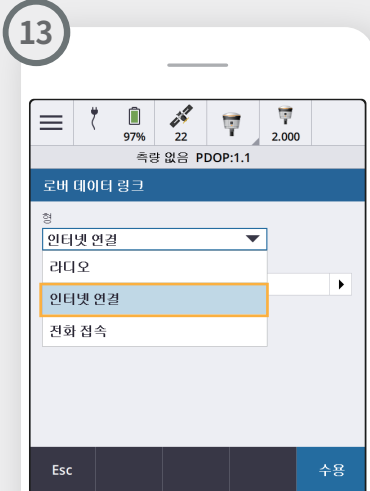 13
97%
22
2.000
측량 없음 PDOP:1.1
로버 데이터 링크
형
인터넷 연결
라디오
인터넷 연결
전화 접속
Esc
수용